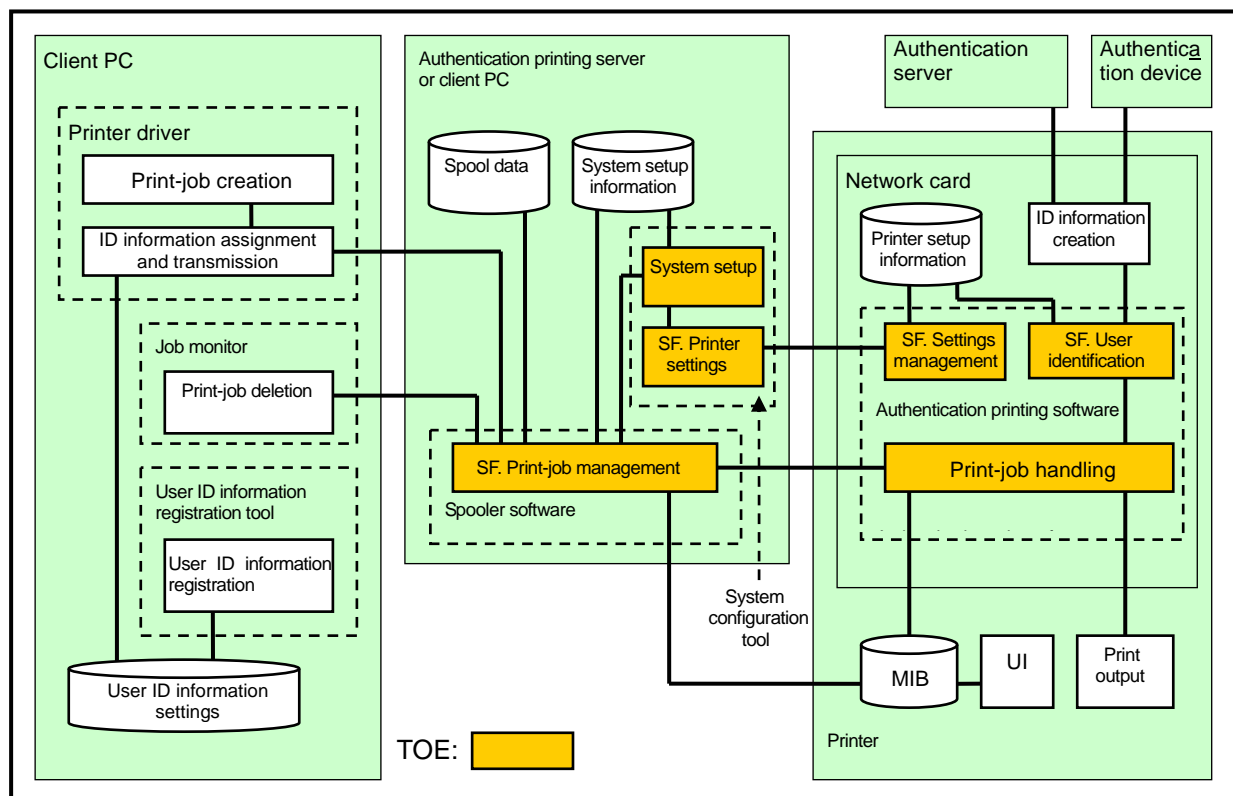 Client PC
Printer driver
Print-job creation
ID information assignment
and transmission
Job monitor
Print-job deletion
User ID information
registration tool
User ID information
registration
User ID information
settings
Authentication printing server
or client PC
Spool data
System setup
information
System setup
SF. Printer
settings
SF. Print-job management
Spooler software
System
configuration
tool
TOE:
Authentication
server
Authentica
tion device
Network card
Printer setup
information
ID information
creation
SF. Settings
management
SF. User
identification
Authentication printing software
Print-job handling
MIB
UI
Print
output
Printer